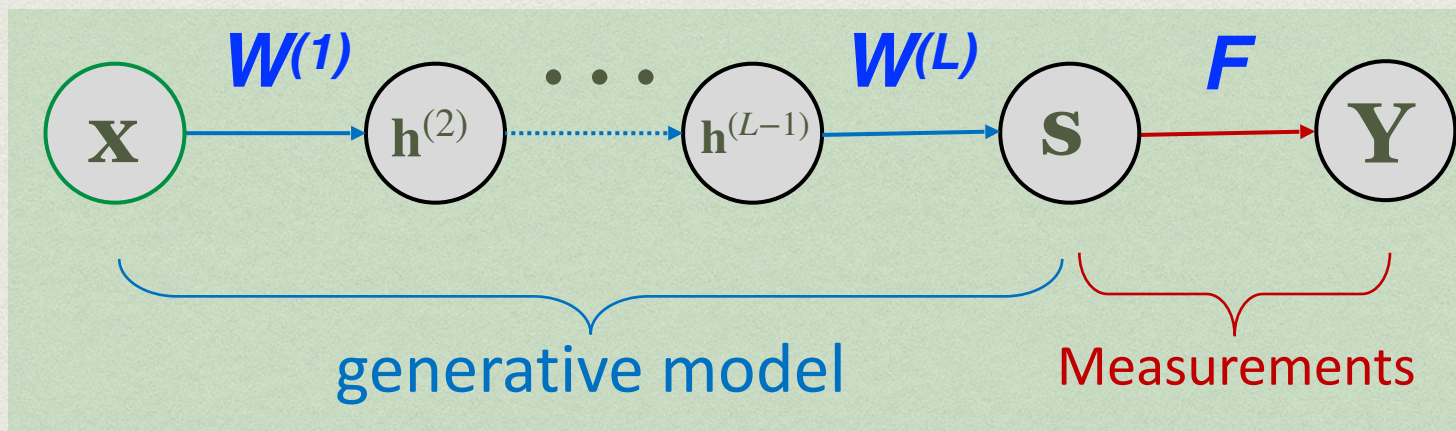 W(1) • • • W(L) F
x h(2) h(L−1) s Y
generative model Measurements